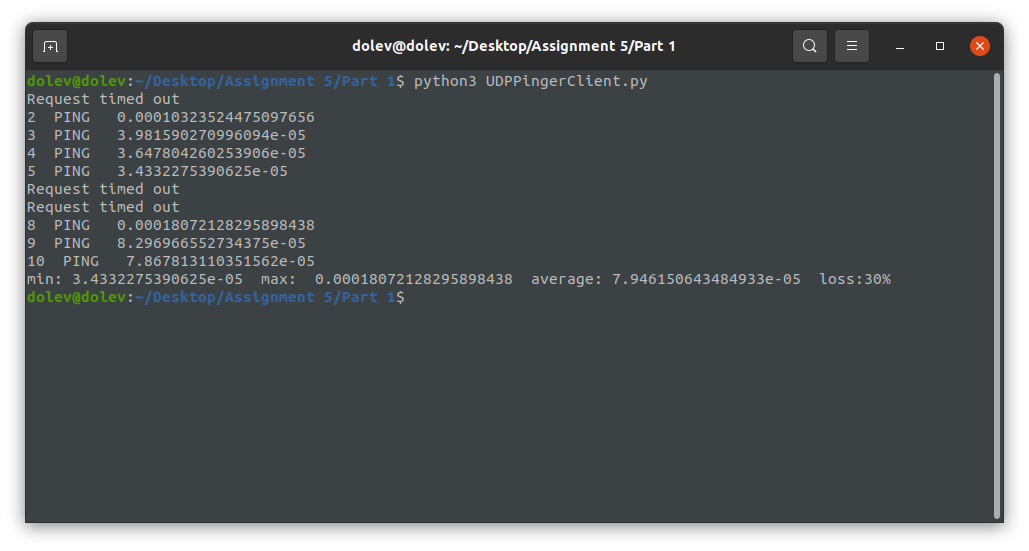 dolev@dolev: ~/Desktop/Assignment 5/Part 1
dolev@dolev:~/Desktop/Assignment 5/Part 1$ python3 UDPPingerClient.py
Request timed out
2  PING   0.00010323524475097656
3  PING   3.981590270996094e-05
4  PING   3.647804260253906e-05
5  PING   3.4332275390625e-05
Request timed out
Request timed out
8  PING   0.00018072128295898438
9  PING   8.296966552734375e-05
10  PING   7.867813110351562e-05
min: 3.4332275390625e-05  max:  0.00018072128295898438  average: 7.946150643484933e-05  loss:30%
dolev@dolev:~/Desktop/Assignment 5/Part 1$